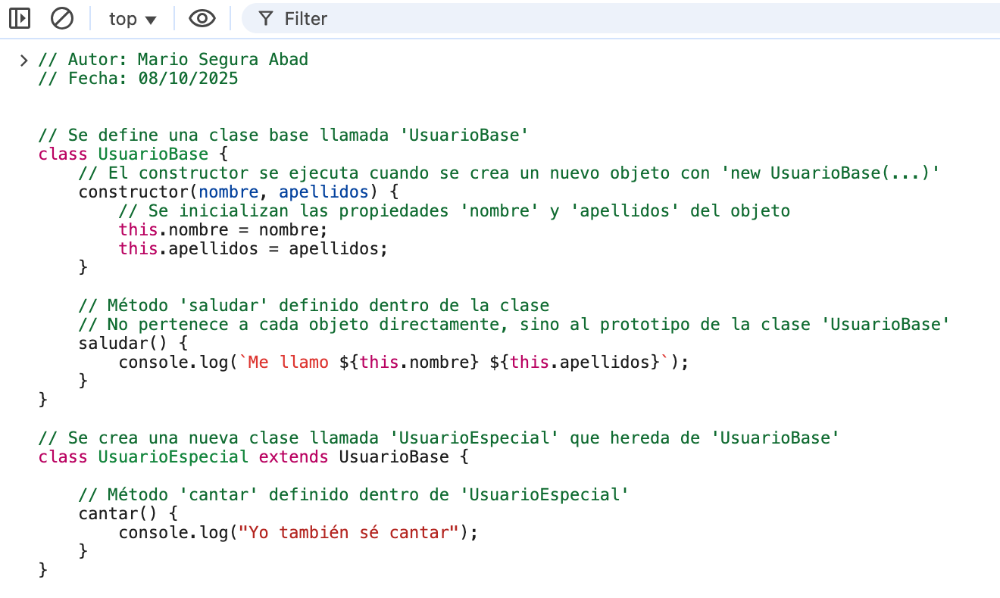 top
Filter
// Autor: Mario Segura Abad
// Fecha: 08/10/2025
// Se define una clase base llamada 'UsuarioBase'
class UsuarioBase {
    // El constructor se ejecuta cuando se crea un nuevo objeto con 'new UsuarioBase(...)'
    constructor(nombre, apellidos) {
        // Se inicializan las propiedades 'nombre' y 'apellidos' del objeto
        this.nombre = nombre;
        this.apellidos = apellidos;
    }
    // Método 'saludar' definido dentro de la clase
    // No pertenece a cada objeto directamente, sino al prototipo de la clase 'UsuarioBase'
    saludar() {
        console.log(`Me llamo ${this.nombre} ${this.apellidos}`);
    }
}
// Se crea una nueva clase llamada 'UsuarioEspecial' que hereda de 'UsuarioBase'
class UsuarioEspecial extends UsuarioBase {
    // Método 'cantar' definido dentro de 'UsuarioEspecial'
    cantar() {
        console.log("Yo también sé cantar");
    }
}